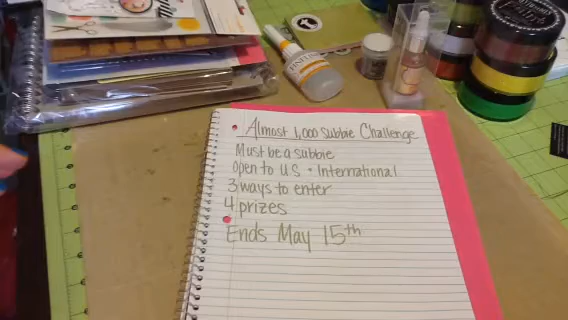 Almost 1,000 Subbie Challenge
Must be a subbie
Open to US • International
3 ways to enter
4 prizes
Ends May 15th